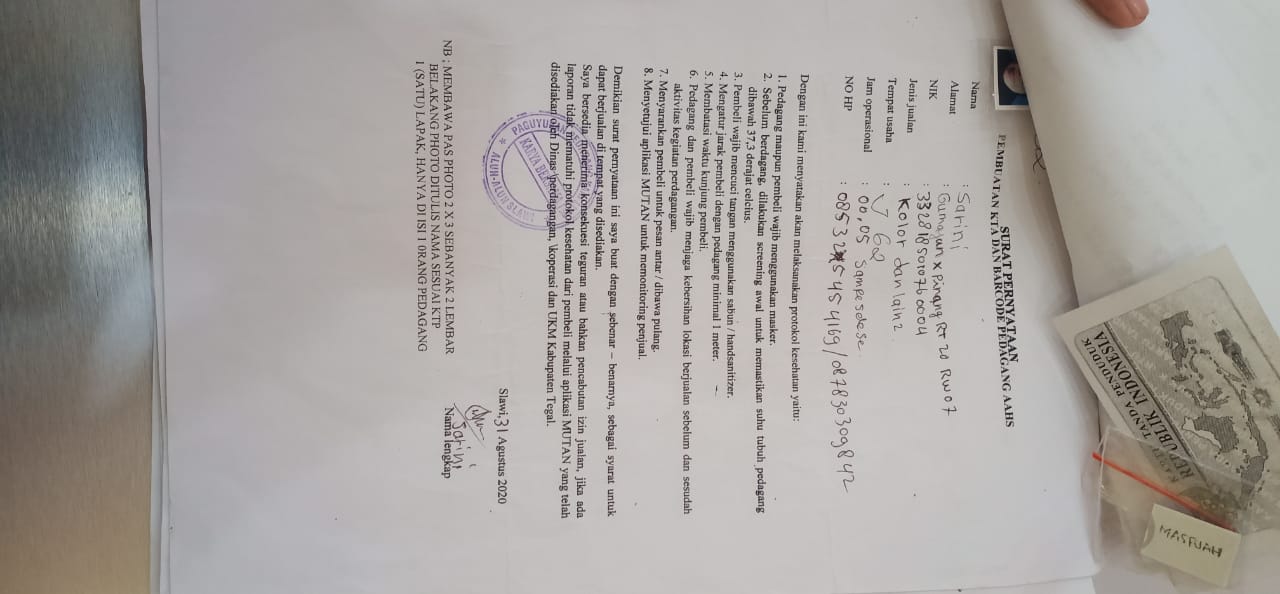 SURAT PERNYATAAN
PEMBUATAN KTA DAN BARCODE PEDAGANG AAHS
Nama : Sarini
Alamat : Gumayun x Pinang RT 20 RW07
NIK : 3328185010760004
Jenis jualan : Kolor dan lain2
Tempat usaha : V 62
Jam operasional : 00,05 Sampe sdese
NO HP : 08532 5454169/087830309842
Dengan ini kami menyatakan akan melaksanakan protokol kesehatan yaitu:
1. Pedagang maupun pembeli wajib menggunakan masker.
2. Sebelum berdagang, dilakukan screening awal untuk memastikan suhu tubuh pedagang
dibawah 37,3 derajat celcius.
3. Pembeli wajib mencuci tangan menggunakan sabun / handsanitizer.
4. Mengatur jarak pembeli dengan pedagang minimal 1 meter.
5. Membatasi waktu kunjung pembeli.
6. Pedagang dan pembeli wajib menjaga kebersihan lokasi berjualan sebelum dan sesudah
aktivitas kegiatan perdagangan.
7. Menyarankan pembeli untuk pesan antar / dibawa pulang.
8. Menyetujui aplikasi MUTAN untuk memonitoring penjual.
Demikian surat pernyataan ini saya buat dengan sebenar – benarnya, sebagai syarat untuk
dapat berjualan di tempat yang disediakan.
Saya bersedia menerima konsekuesi teguran atau bahkan pencabutan izin jualan, jika ada
laporan tidak mematuhi protokol kesehatan dari pembeli melalui aplikasi MUTAN yang telah
disediakan oleh Dinas perdagangan, \koperasi dan UKM Kabupaten Tegal.
PAGUYUBAN
KARYA
ALUN-ALUN SLAWI
Slawi,31 Agustus 2020
Sarini
Nama lengkap
NB : MEMBAWA PAS PHOTO 2 X 3 SEBANYAK 2 LEMBAR
BELAKANG PHOTO DITULIS NAMA SESUAI KTP
1 (SATU) LAPAK, HANYA DI ISI 1 ORANG PEDAGANG
KARTU TANDA PENDUDUK
REPUBLIK INDONESIA
MASFUAH